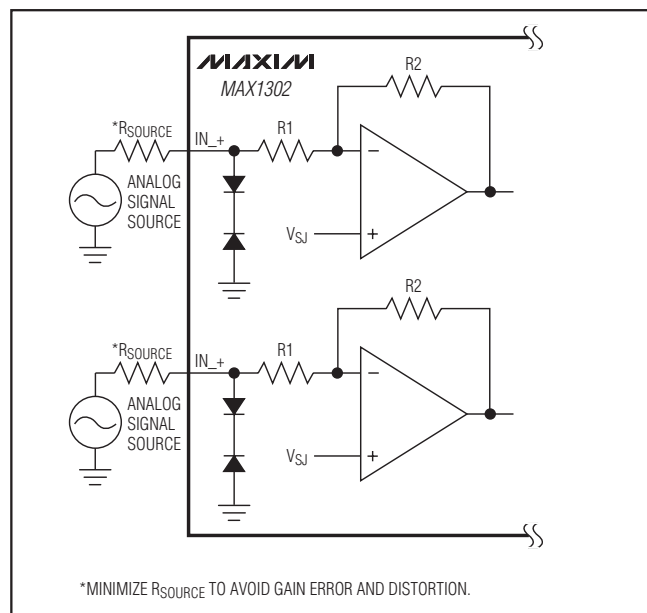 MAXIM
MAX1302
R2
*RSOURCE
IN_+
R1
−
ANALOG
SIGNAL
SOURCE
VSJ
+
R2
*RSOURCE
IN_+
R1
−
ANALOG
SIGNAL
SOURCE
VSJ
+
*MINIMIZE RSOURCE TO AVOID GAIN ERROR AND DISTORTION.